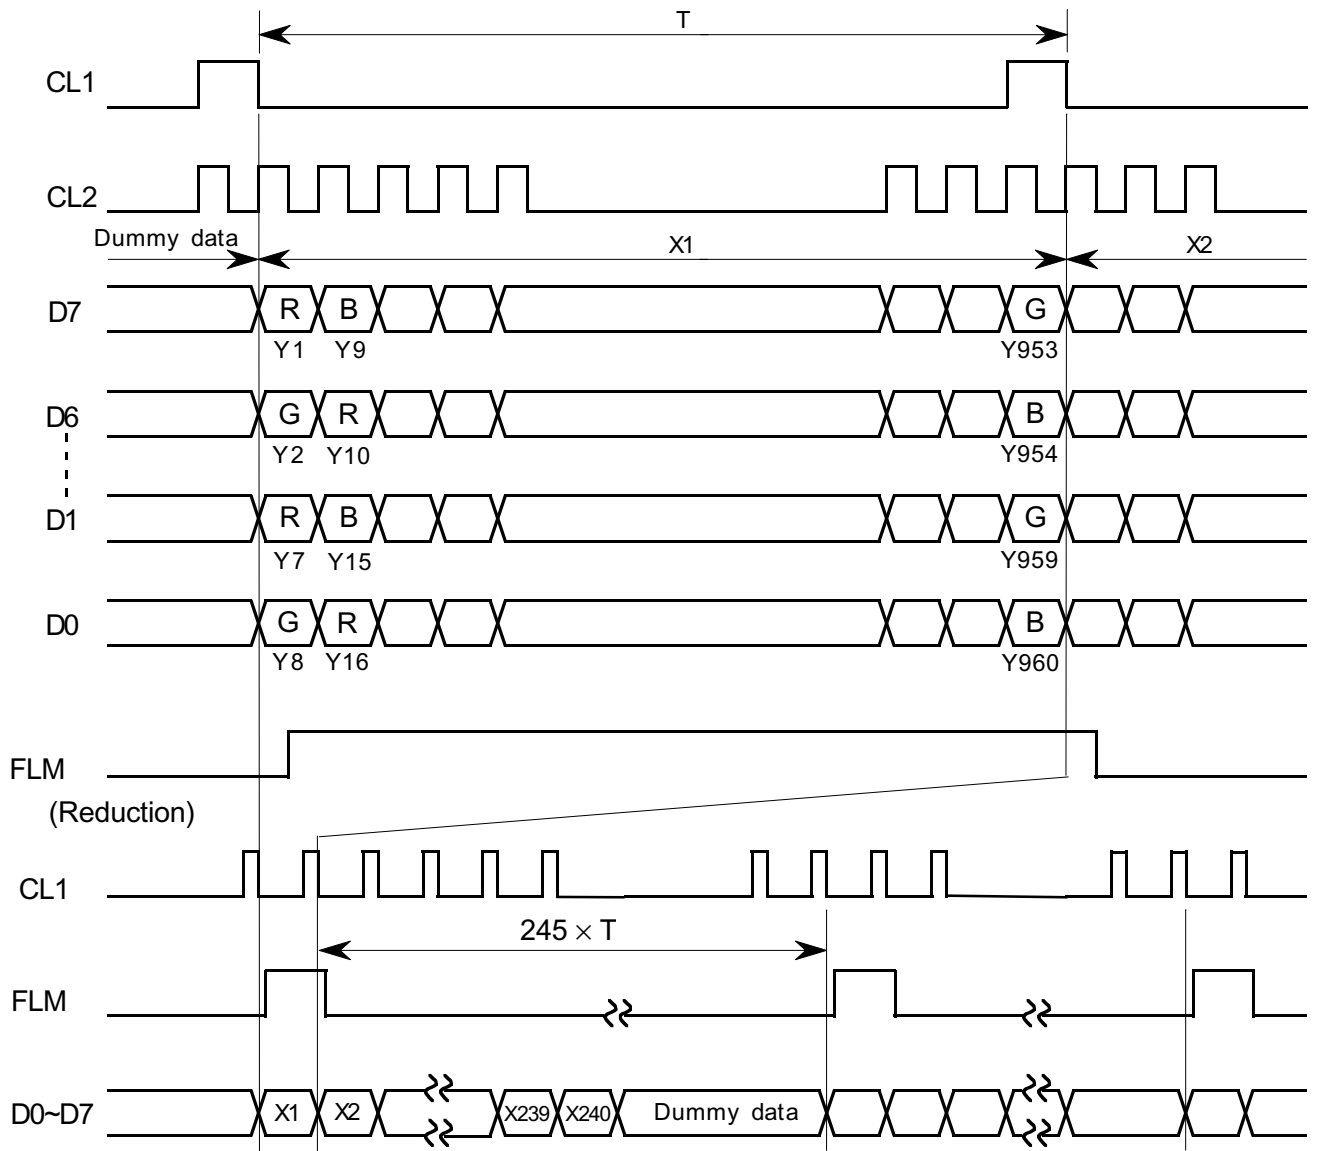 T
CL1
CL2
Dummy data X1 X2
D7 R B G
Y1 Y9 Y953
D6 G R B
Y2 Y10 Y954
D1 R B G
Y7 Y15 Y959
D0 G R B
Y8 Y16 Y960
FLM
(Reduction)
CL1
245 × T
FLM
D0~D7 X1 X2 X239 X240 Dummy data